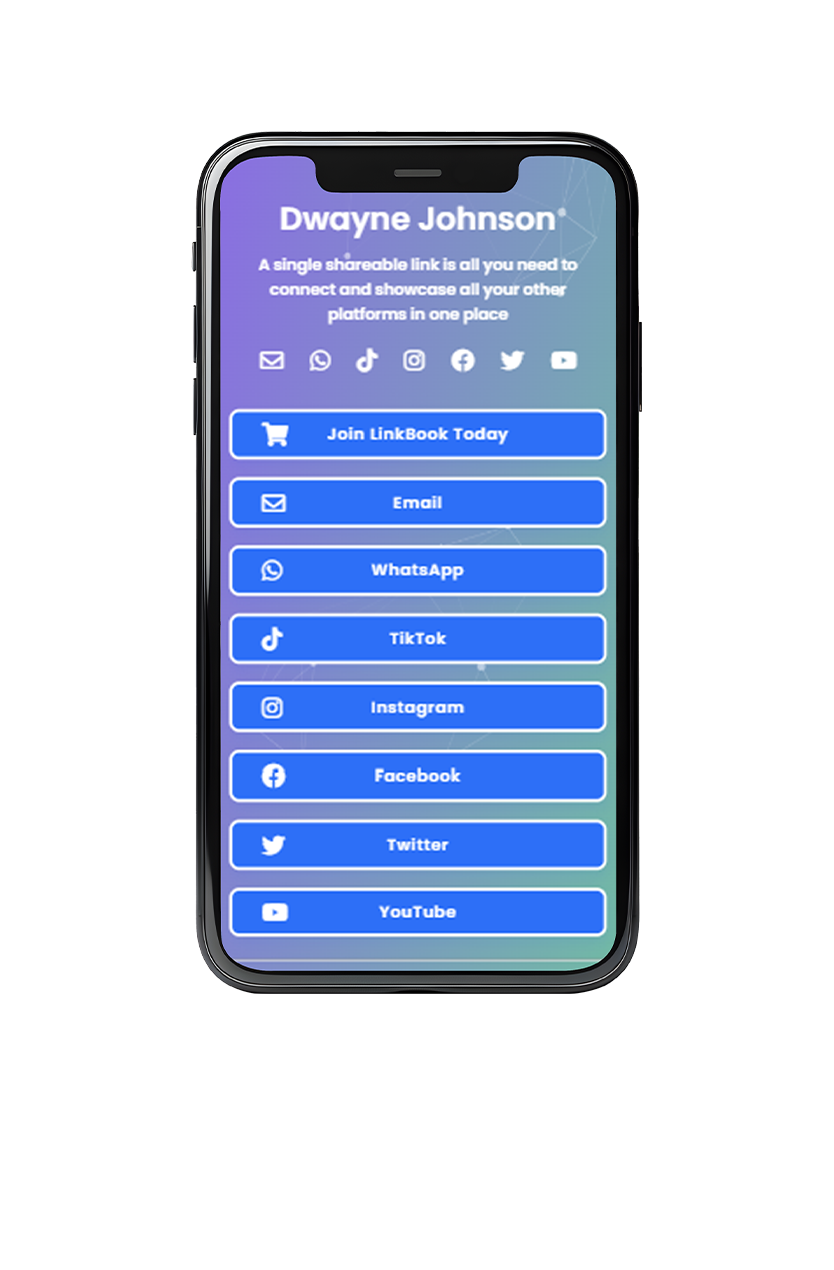 Dwayne Johnson
A single shareable link is all you need to
connect and showcase all your other
platforms in one place
Join LinkBook Today
Email
WhatsApp
TikTok
Instagram
Facebook
Twitter
YouTube